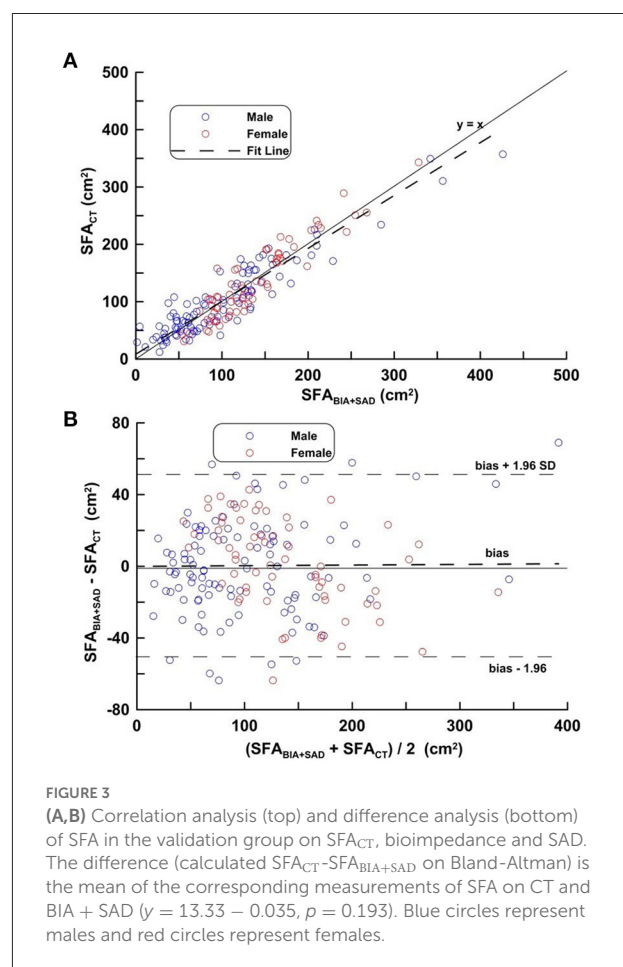 A
500
400
300
200
100
0
SFA_CT (cm²)
Male
Female
Fit Line
y = x
0 100 200 300 400 500
SFA_BIA+SAD (cm²)
B
80
40
0
-40
-80
SFA_BIA+SAD - SFA_CT (cm²)
Male
Female
bias + 1.96 SD
bias
bias - 1.96
0 100 200 300 400
(SFA_BIA+SAD + SFA_CT) / 2 (cm²)
FIGURE 3
(A,B) Correlation analysis (top) and difference analysis (bottom)
of SFA in the validation group on SFA_CT, bioimpedance and SAD.
The difference (calculated SFA_CT-SFA_BIA+SAD on Bland-Altman) is
the mean of the corresponding measurements of SFA on CT and
BIA + SAD (y = 13.33 − 0.035, p = 0.193). Blue circles represent
males and red circles represent females.